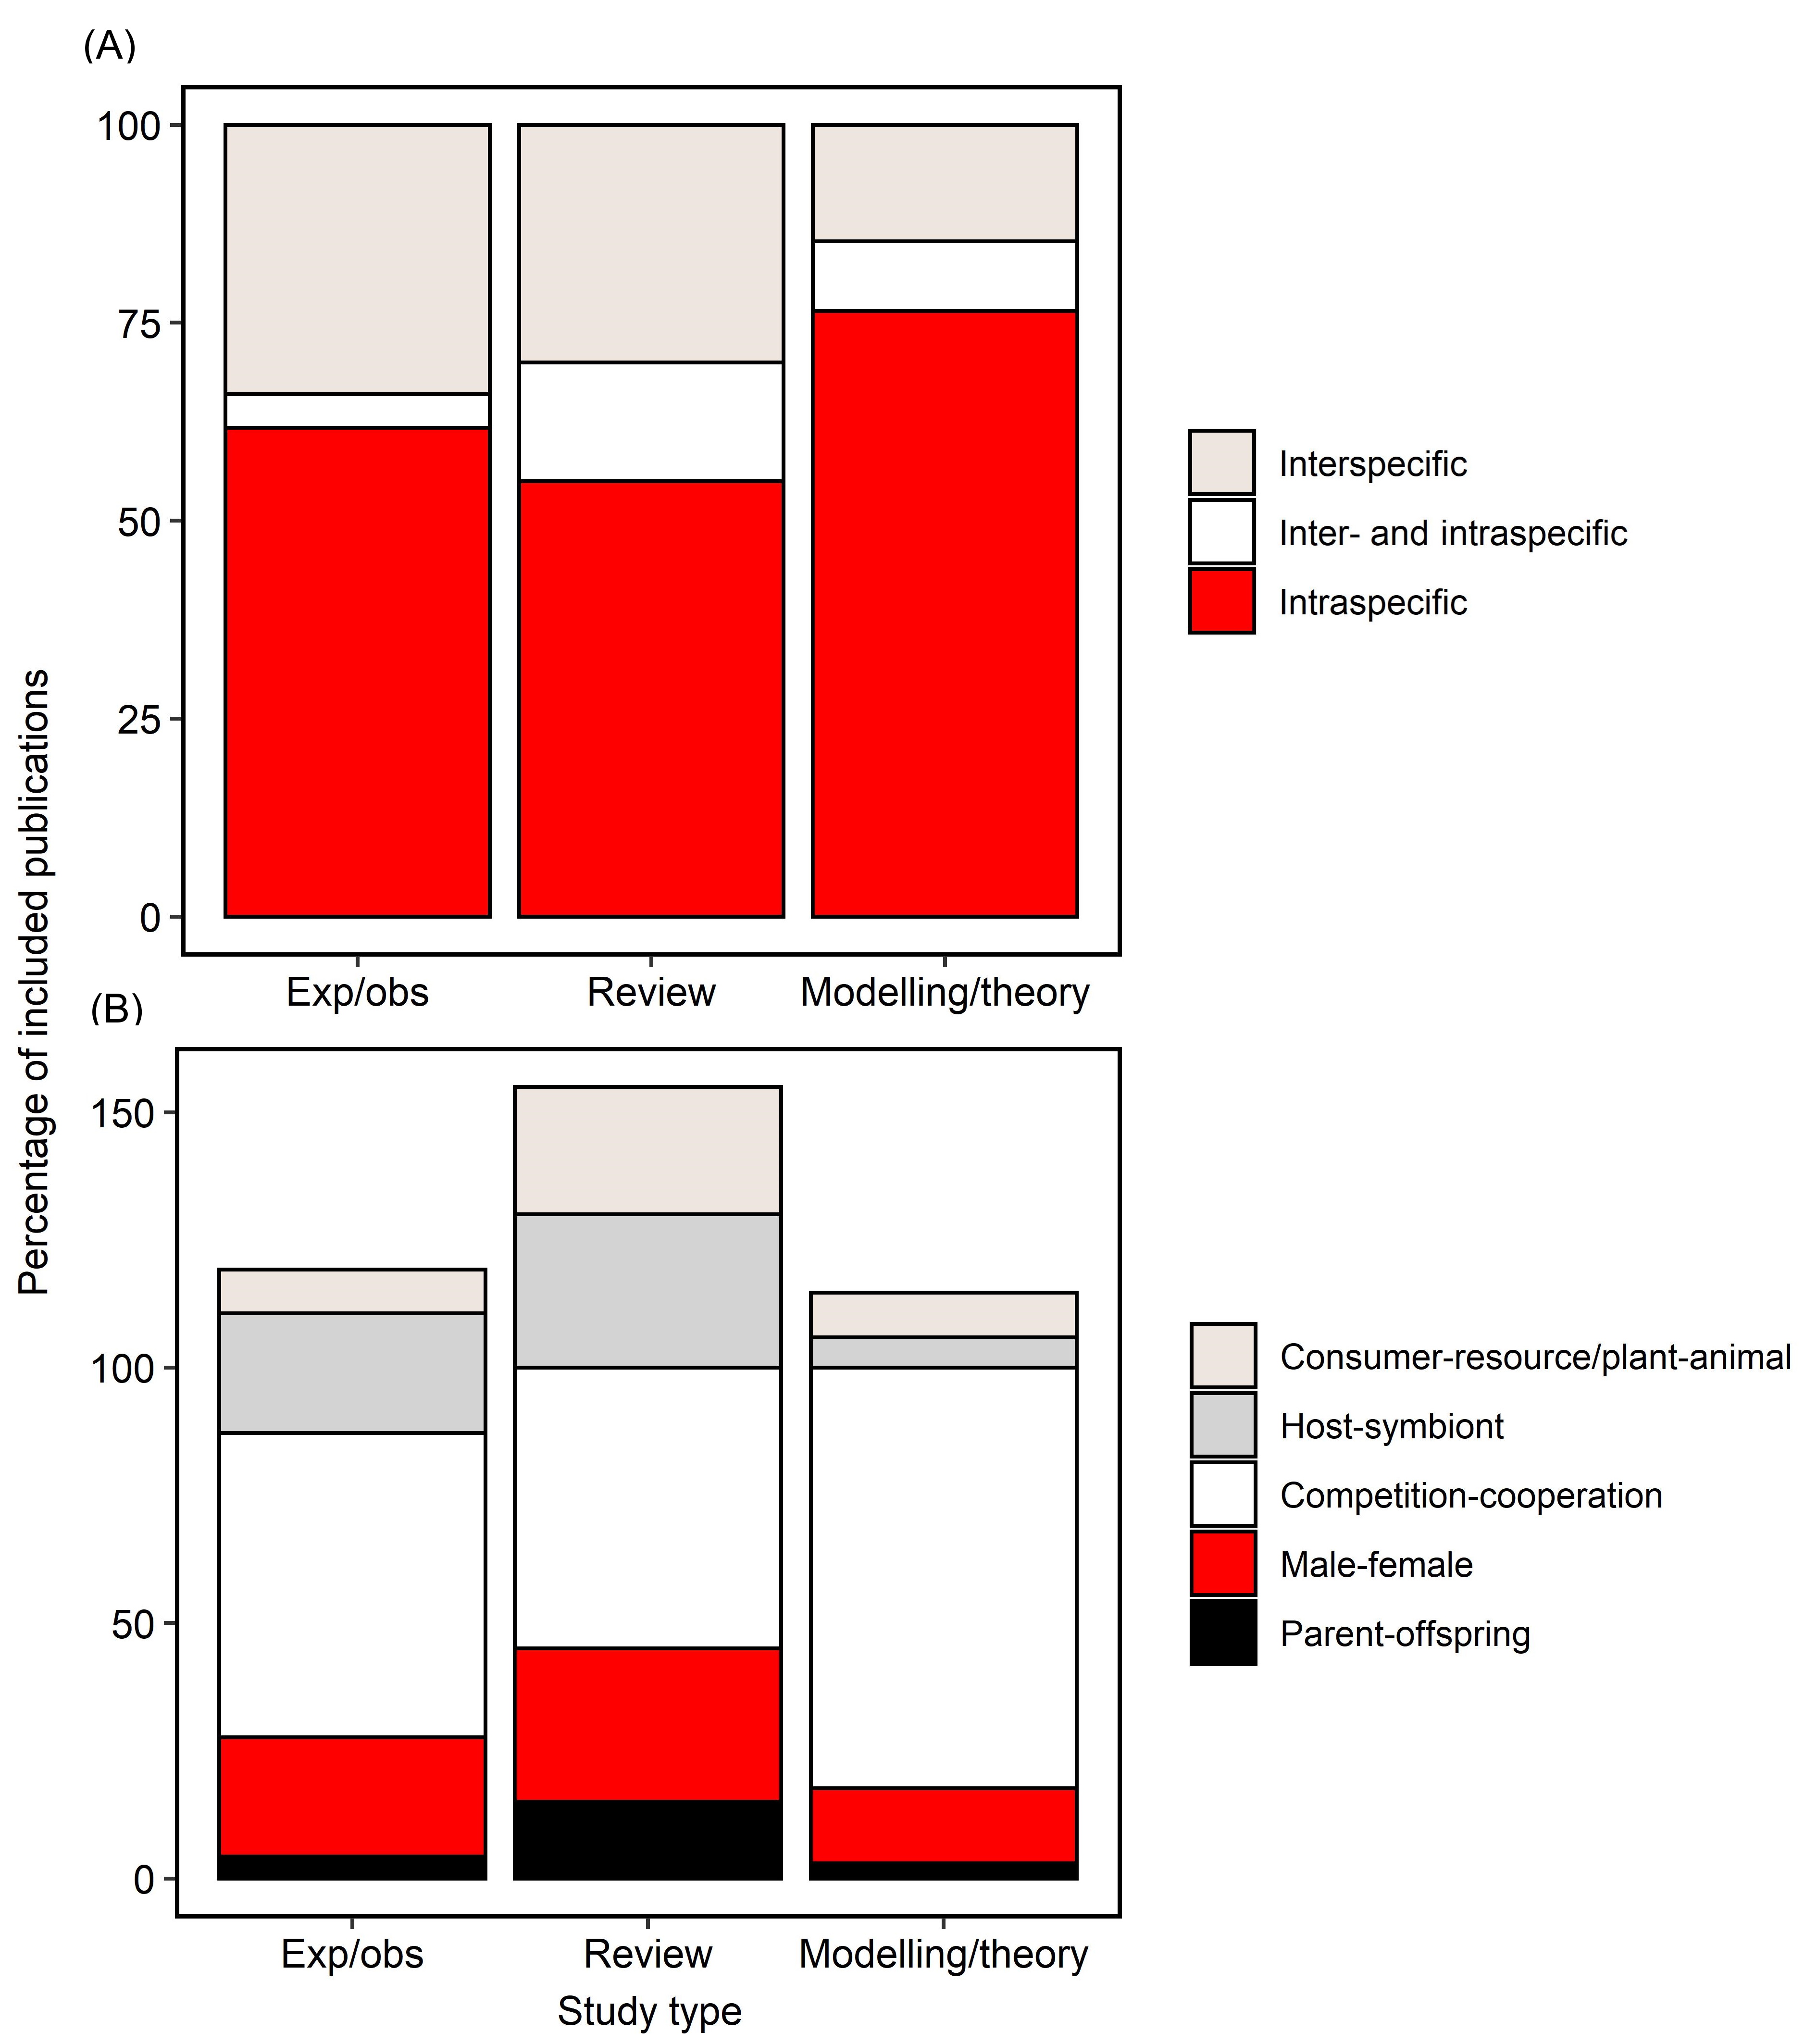 (A)
100
75
50
25
0
Exp/obs Review Modelling/theory
Interspecific
Inter- and intraspecific
Intraspecific
Percentage of included publications
(B)
150
100
50
0
Exp/obs Review Modelling/theory
Study type
Consumer-resource/plant-animal
Host-symbiont
Competition-cooperation
Male-female
Parent-offspring